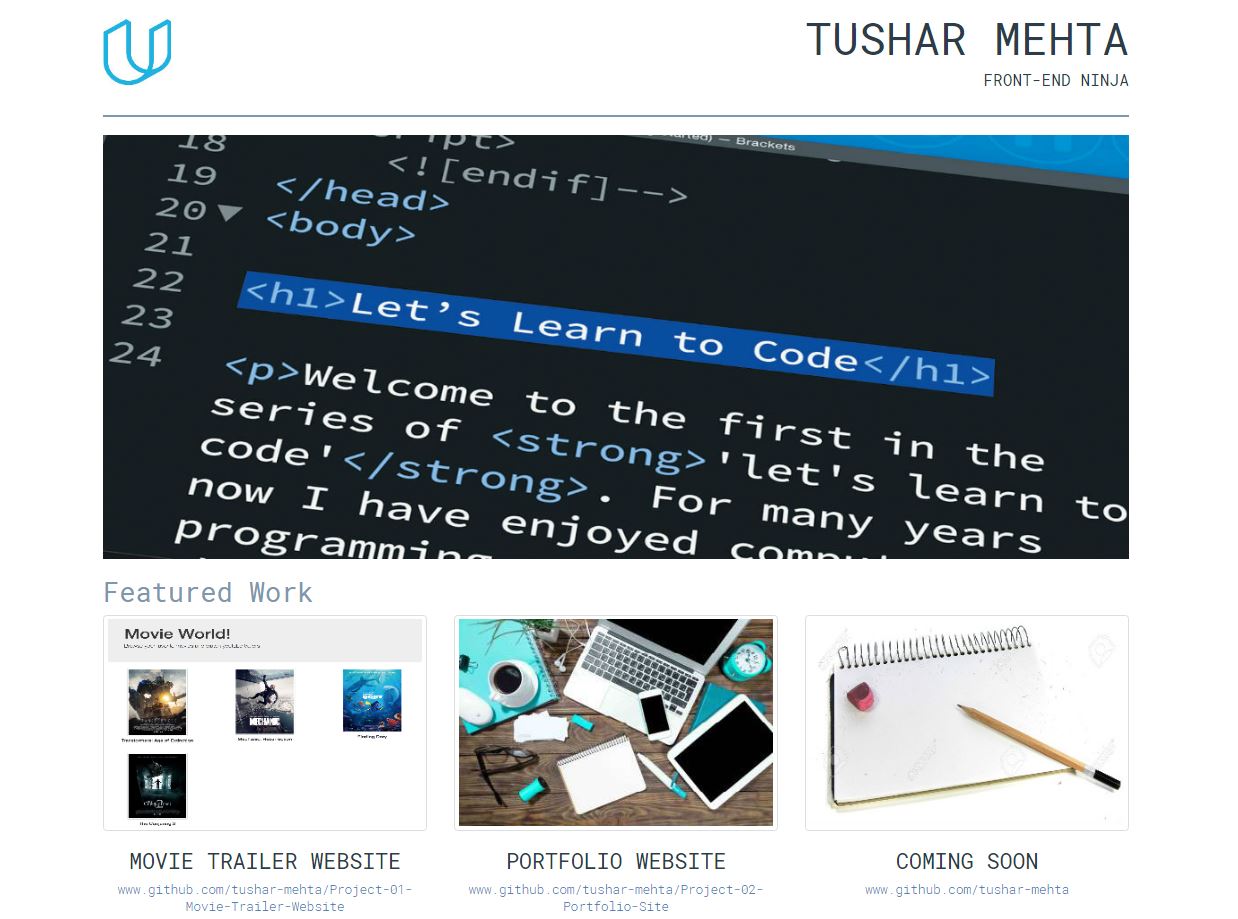 TUSHAR MEHTA
FRONT-END NINJA
Started) — Brackets
18
19 <![endif]-->
20 </head>
21 <body>
22
23 <h1>Let’s Learn to Code</h1>
24
<p>Welcome to the first in the
series of <strong>'let's learn to
code'</strong>. For many years
now I have enjoyed
programming
Featured Work
Movie World!
MECHANIC
MOVIE TRAILER WEBSITE
www.github.com/tushar-mehta/Project-01-
Movie-Trailer-Website
PORTFOLIO WEBSITE
www.github.com/tushar-mehta/Project-02-
Portfolio-Site
COMING SOON
www.github.com/tushar-mehta